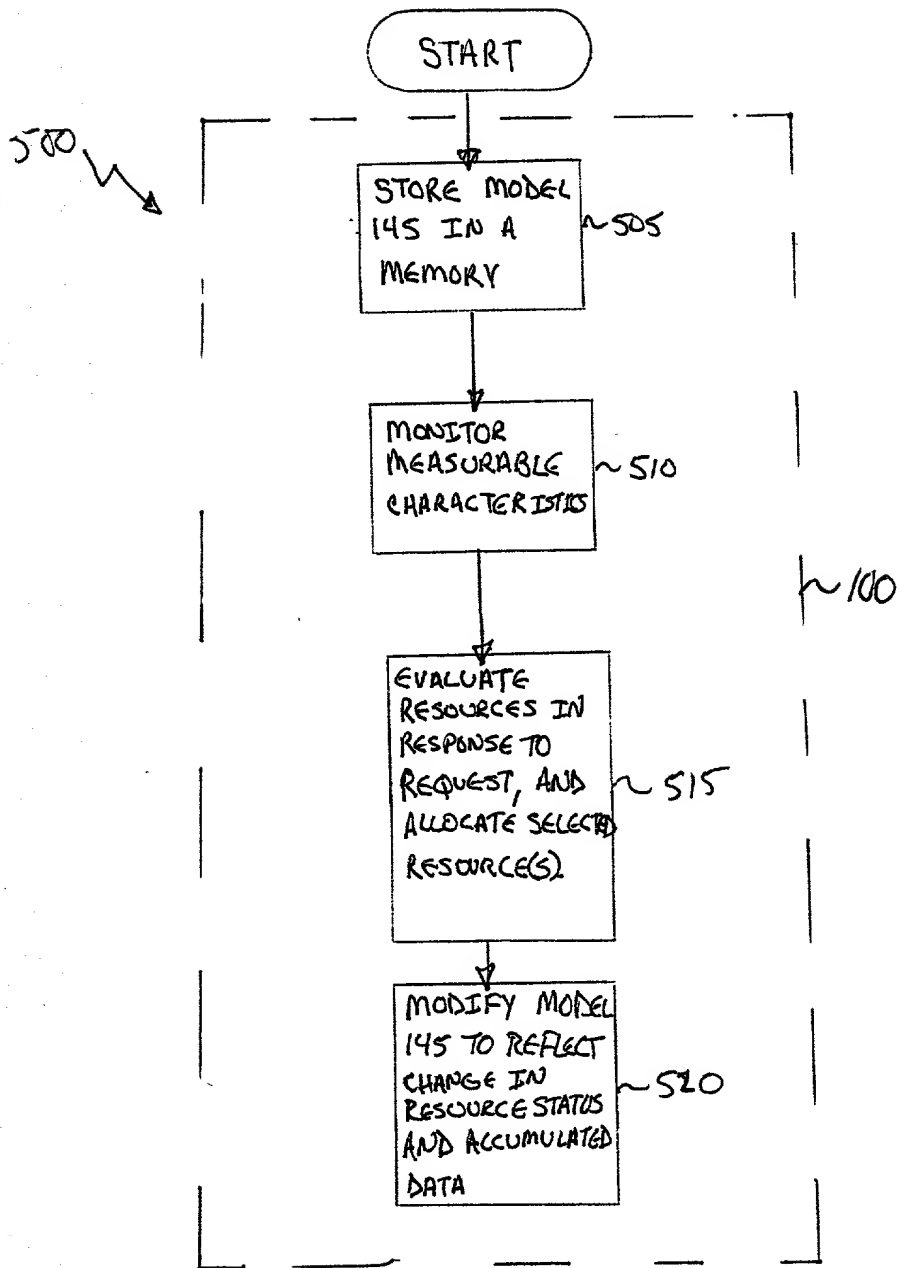 START
500
STORE MODEL
145 IN A
MEMORY
~505
MONITOR
MEASURABLE
CHARACTERISTICS
~510
~100
EVALUATE
RESOURCES IN
RESPONSE TO
REQUEST, AND
ALLOCATE SELECTED
RESOURCE(S).
~515
MODIFY MODEL
145 TO REFLECT
CHANGE IN
RESOURCE STATUS
AND ACCUMULATED
DATA
~520